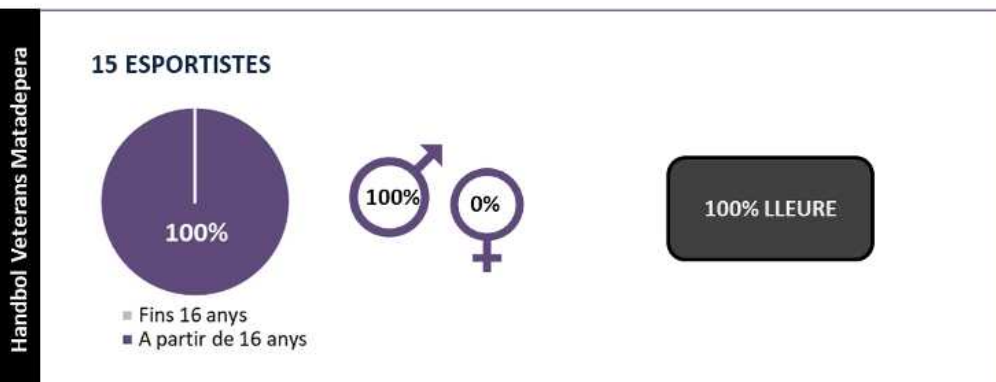 Handbol Veterans Matadepera
15 ESPORTISTES
100%
100%
0%
100% LLEURE
Fins 16 anys
A partir de 16 anys